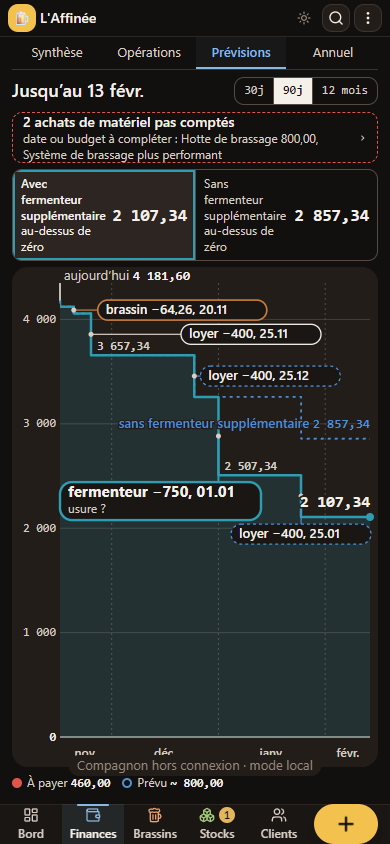 L'Affinée
Synthèse
Opérations
Prévisions
Annuel
Jusqu'au 13 févr.
30j
90j
12 mois
2 achats de matériel pas comptés
date ou budget à compléter : Hotte de brassage 800,00,
Système de brassage plus performant
Avec
fermenteur
supplémentaire
au-dessus de
zéro
2 107,34
Sans
fermenteur
supplémentaire
au-dessus de
zéro
2 857,34
aujourd'hui 4 181,60
brassin −64,26, 20.11
4 000
loyer −400, 25.11
3 657,34
loyer −400, 25.12
3 000
sans fermenteur supplémentaire 2 857,34
2 507,34
fermenteur −750, 01.01
usure ?
2 107,34
2 000
loyer −400, 25.01
1 000
0
nov.
déc.
janv.
févr.
Compagnon hors connexion · mode local
À payer 460,00
Prévu ~ 800,00
Bord
Finances
Brassins
1
Stocks
Clients
+